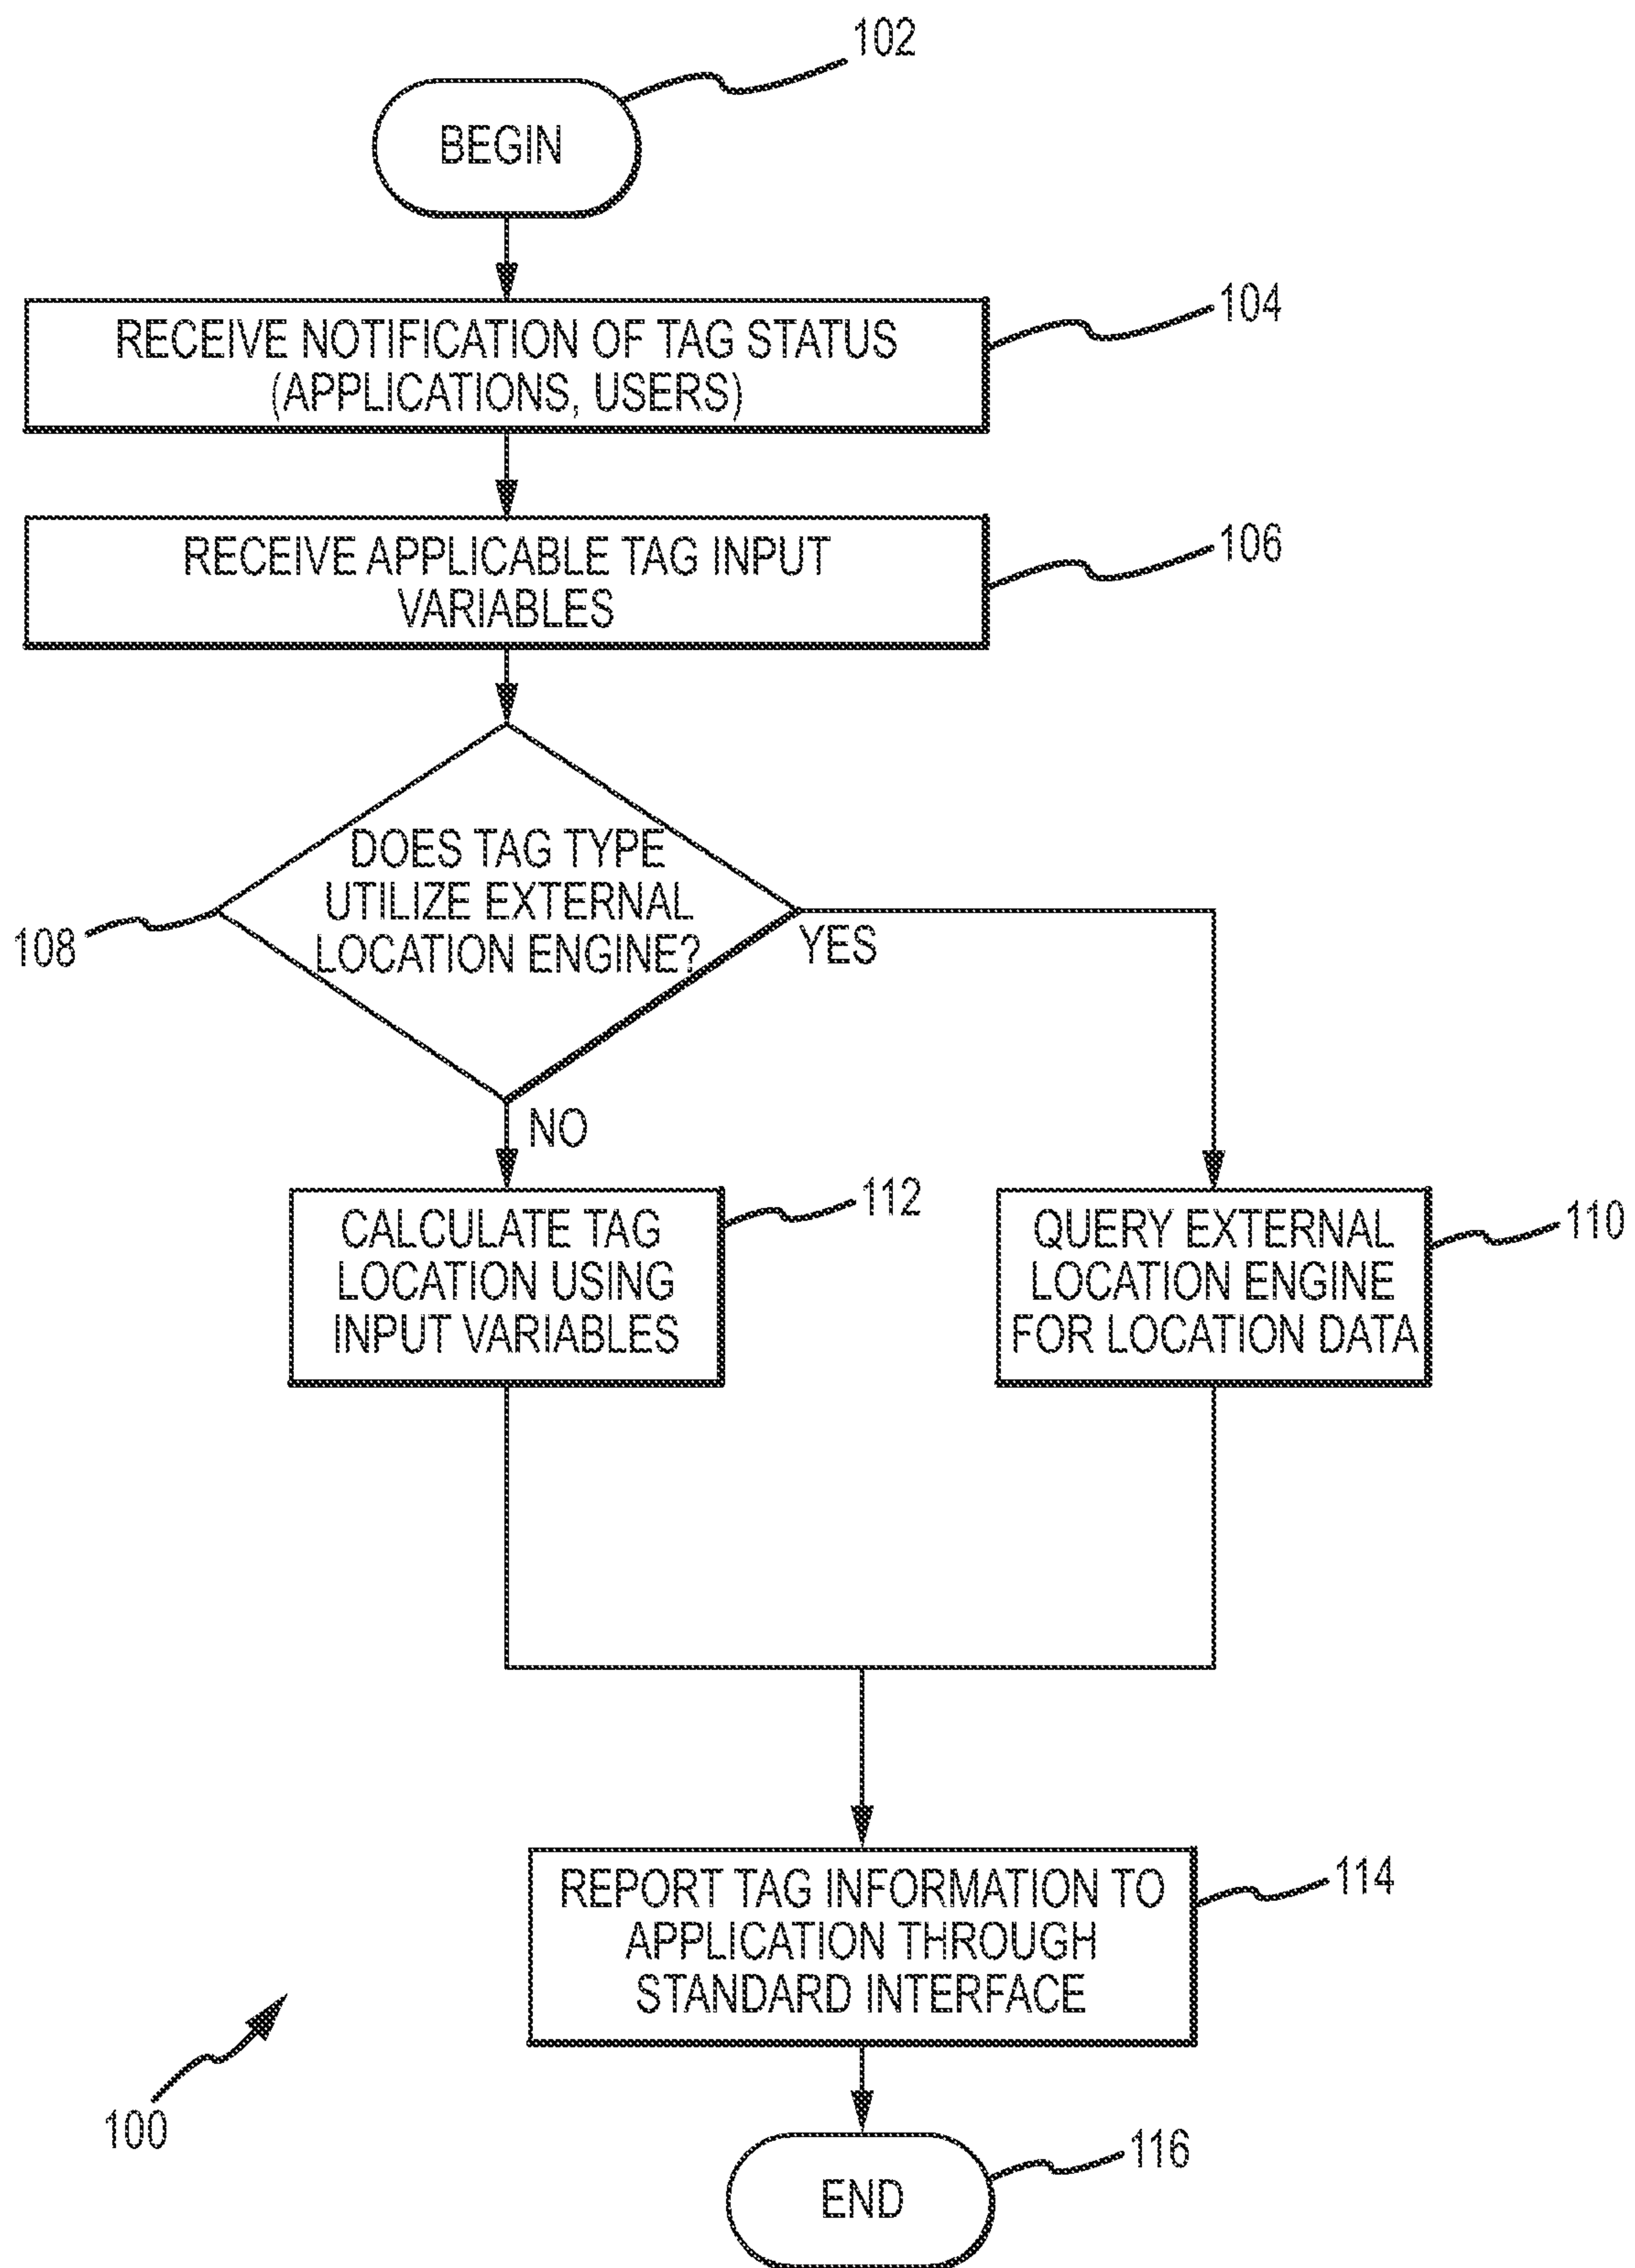 102
BEGIN
RECEIVE NOTIFICATION OF TAG STATUS
(APPLICATIONS, USERS)
104
RECEIVE APPLICABLE TAG INPUT
VARIABLES
106
DOES TAG TYPE
UTILIZE EXTERNAL
LOCATION ENGINE?
108
YES
NO
CALCULATE TAG
LOCATION USING
INPUT VARIABLES
112
QUERY EXTERNAL
LOCATION ENGINE
FOR LOCATION DATA
110
REPORT TAG INFORMATION TO
APPLICATION THROUGH
STANDARD INTERFACE
114
100
END
116